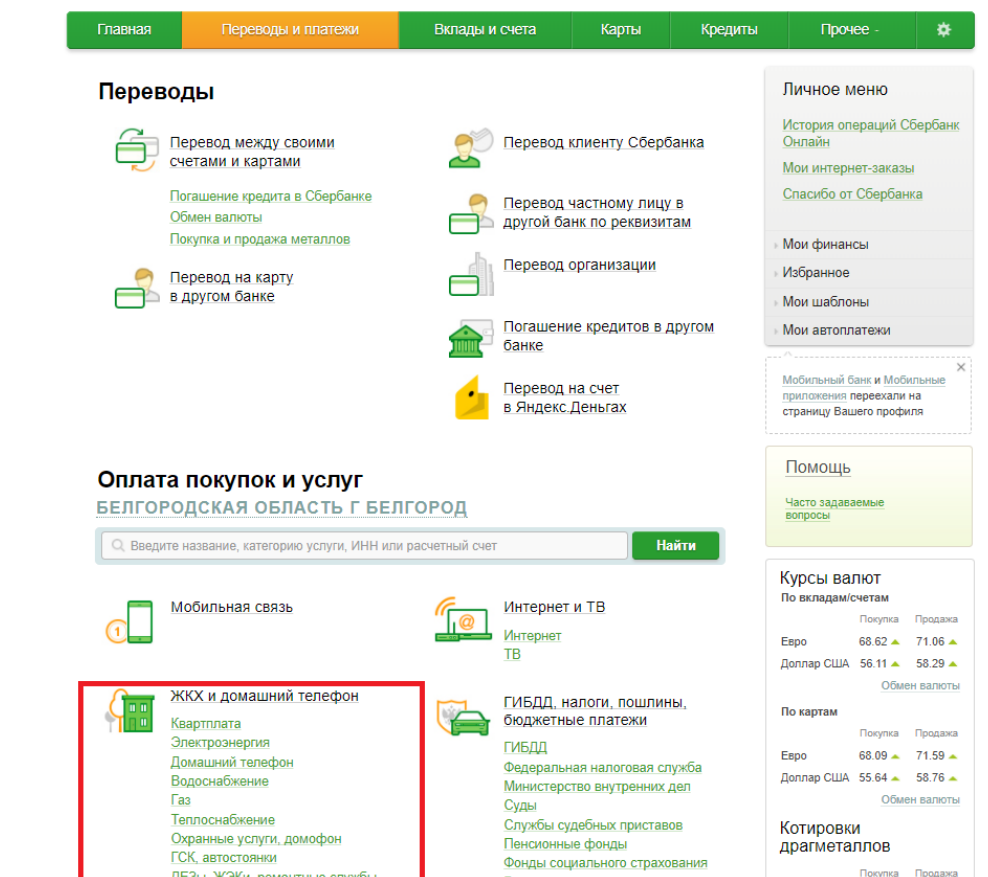 Главная
Переводы и платежи
Вклады и счета
Карты
Кредиты
Прочее -
Переводы
Перевод между своими
счетами и картами
Погашение кредита в Сбербанке
Обмен валюты
Покупка и продажа металлов
Перевод на карту
в другом банке
Перевод клиенту Сбербанка
Перевод частному лицу в
другой банк по реквизитам
Перевод организации
Погашение кредитов в другом
банке
Перевод на счет
в Яндекс.Деньгах
Оплата покупок и услуг
БЕЛГОРОДСКАЯ ОБЛАСТЬ Г БЕЛГОРОД
Введите название, категорию услуги, ИНН или расчетный счет
Найти
1
Мобильная связь
@
Интернет и ТВ
Интернет
ТВ
ЖКХ и домашний телефон
Квартплата
Электроэнергия
Домашний телефон
Водоснабжение
Газ
Теплоснабжение
Охранные услуги, домофон
ГСК, автостоянки
ДЕЗы, ЖЭКи, ремонтные службы
ГИБДД, налоги, пошлины,
бюджетные платежи
ГИБДД
Федеральная налоговая служба
Министерство внутренних дел
Суды
Службы судебных приставов
Пенсионные фонды
Фонды социального страхования
Личное меню
История операций Сбербанк
Онлайн
Мои интернет-заказы
Спасибо от Сбербанка
Мои финансы
Избранное
Мои шаблоны
Мои автоплатежи
Мобильный банк и Мобильные
приложения переехали на
страницу Вашего профиля
Помощь
Часто задаваемые
вопросы
Курсы валют
По вкладам/счетам
Покупка Продажа
Евро 68.62 71.06
Доллар США 56.11 58.29
Обмен валюты
По картам
Покупка Продажа
Евро 68.09 71.59
Доллар США 55.64 58.76
Обмен валюты
Котировки
драгметаллов
Покупка Продажа